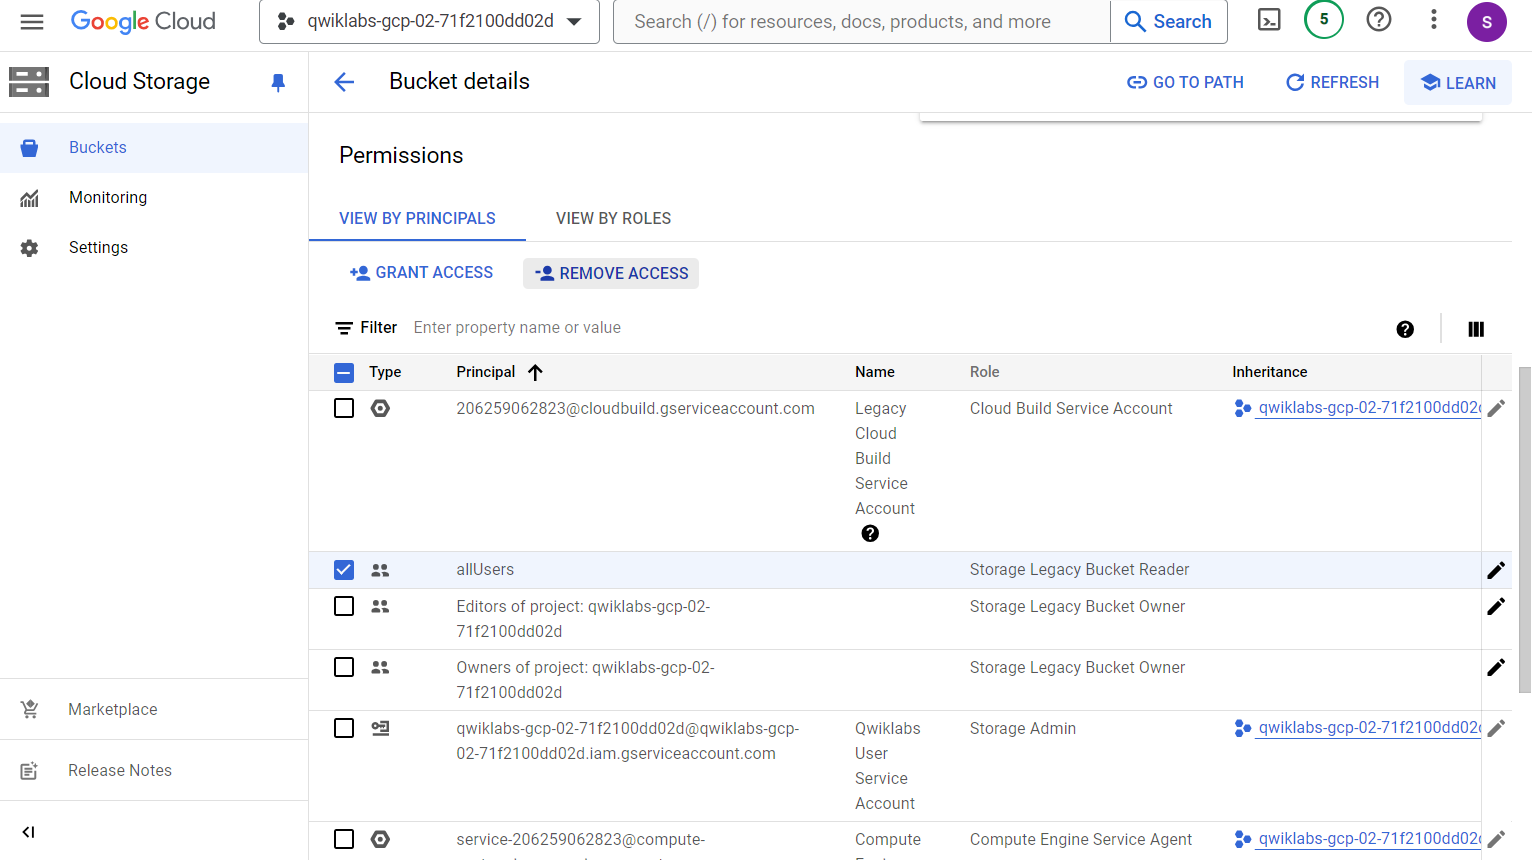 Google Cloud
qwiklabs-gcp-02-71f2100dd02d
Search (/) for resources, docs, products, and more
Search
5
S
Cloud Storage
Bucket details
GO TO PATH
REFRESH
LEARN
Buckets
Monitoring
Settings
Permissions
VIEW BY PRINCIPALS
VIEW BY ROLES
GRANT ACCESS
REMOVE ACCESS
Filter
Enter property name or value
Type
Principal
Name
Role
Inheritance
206259062823@cloudbuild.gserviceaccount.com
Legacy
Cloud
Build
Service
Account
Cloud Build Service Account
qwiklabs-gcp-02-71f2100dd02
allUsers
Storage Legacy Bucket Reader
Editors of project: qwiklabs-gcp-02-
71f2100dd02d
Storage Legacy Bucket Owner
Owners of project: qwiklabs-gcp-02-
71f2100dd02d
Storage Legacy Bucket Owner
qwiklabs-gcp-02-71f2100dd02d@qwiklabs-gcp-
02-71f2100dd02d.iam.gserviceaccount.com
Qwiklabs
User
Service
Account
Storage Admin
qwiklabs-gcp-02-71f2100dd02
service-206259062823@compute-
Compute
Compute Engine Service Agent
qwiklabs-gcp-02-71f2100dd02
Marketplace
Release Notes